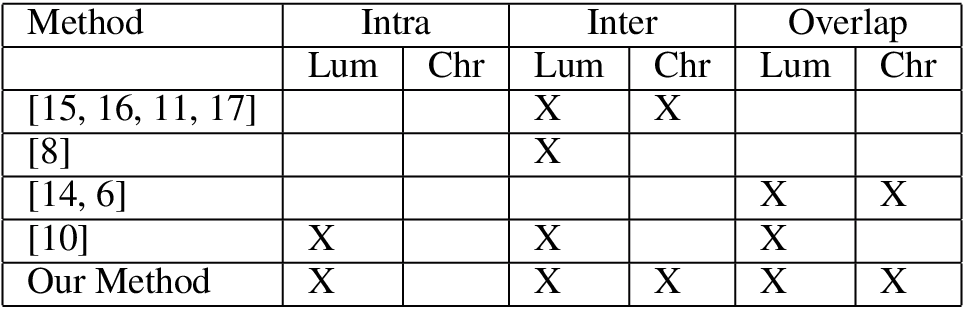 Method Intra Inter Overlap
Lum Chr Lum Chr Lum Chr
[15, 16, 11, 17] X X
[8] X
[14, 6] X X
[10] X X X
Our Method X X X X X